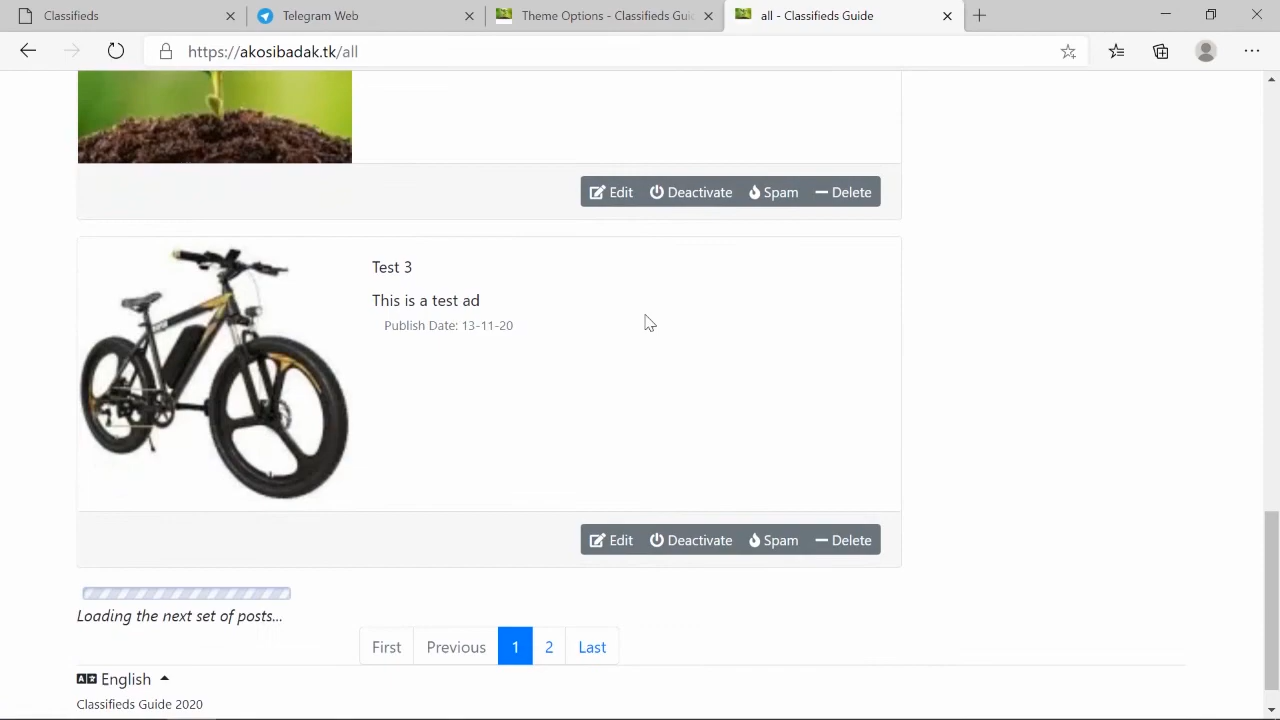 Classifieds
Telegram Web
Theme Options - Classifieds Gui
all - Classifieds Guide
https://akosibadak.tk/all
Edit Deactivate Spam Delete
Test 3
This is a test ad
Publish Date: 13-11-20
Edit Deactivate Spam Delete
Loading the next set of posts...
First Previous 1 2 Last
English
Classifieds Guide 2020